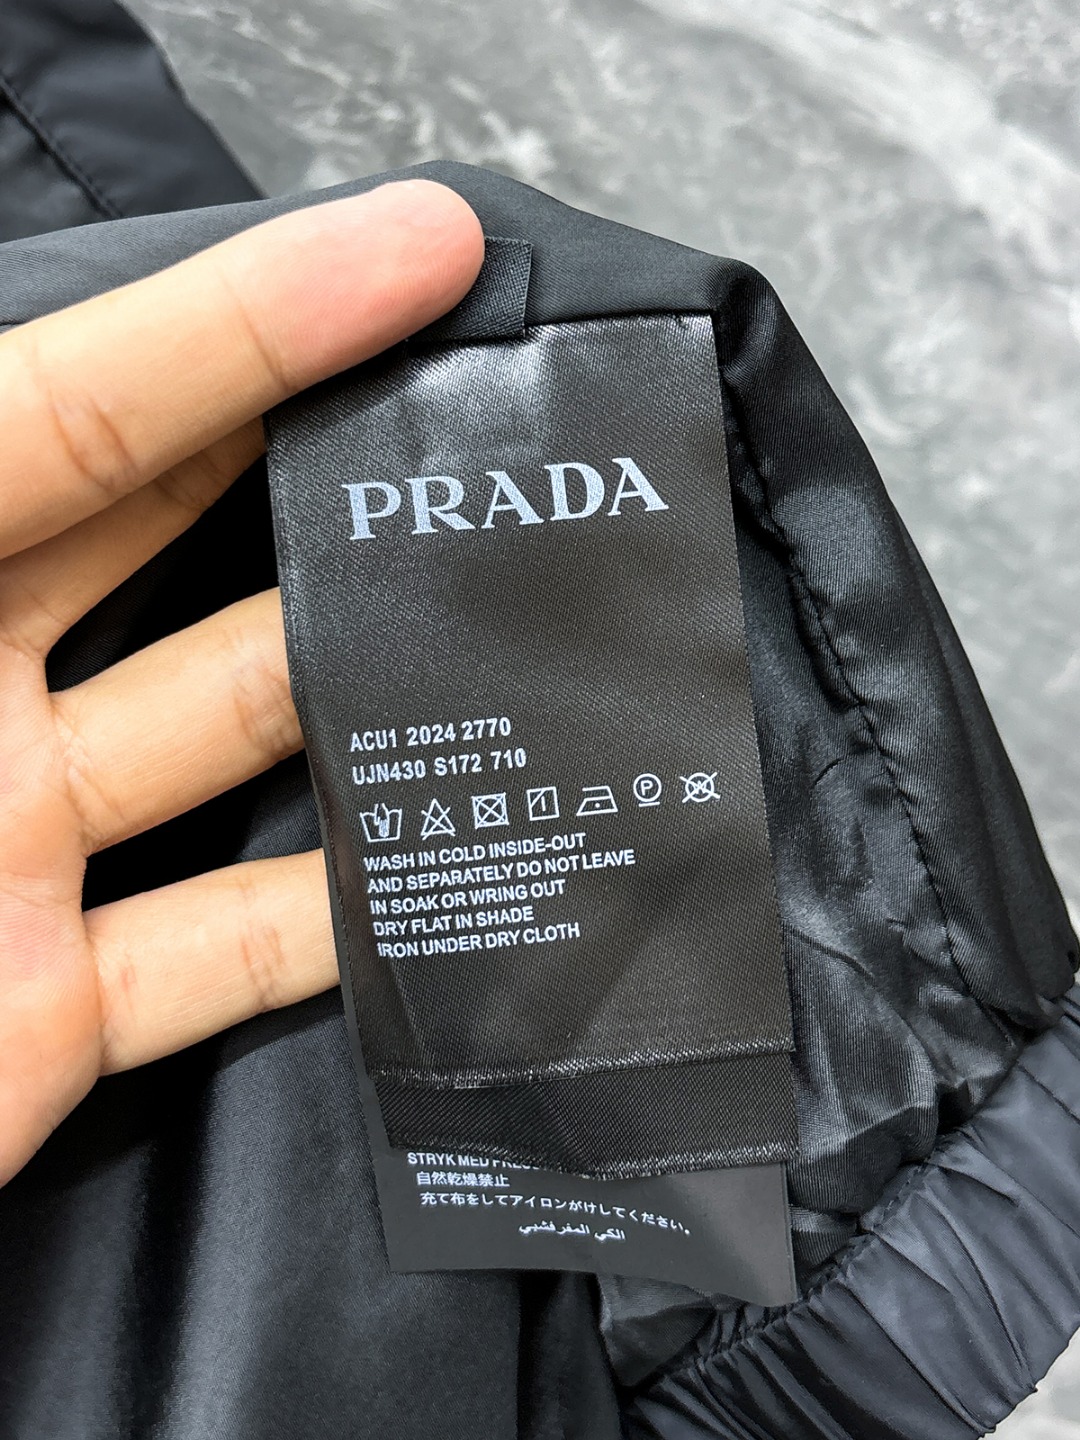 PRADA
ACU1 2024 2770
UJN430 S172 710
WASH IN COLD INSIDE-OUT
AND SEPARATELY DO NOT LEAVE
IN SOAK OR WRING OUT
DRY FLAT IN SHADE
IRON UNDER DRY CLOTH
STRYK MED
自然乾燥禁止
充て布をしてアイロンがけしてください。